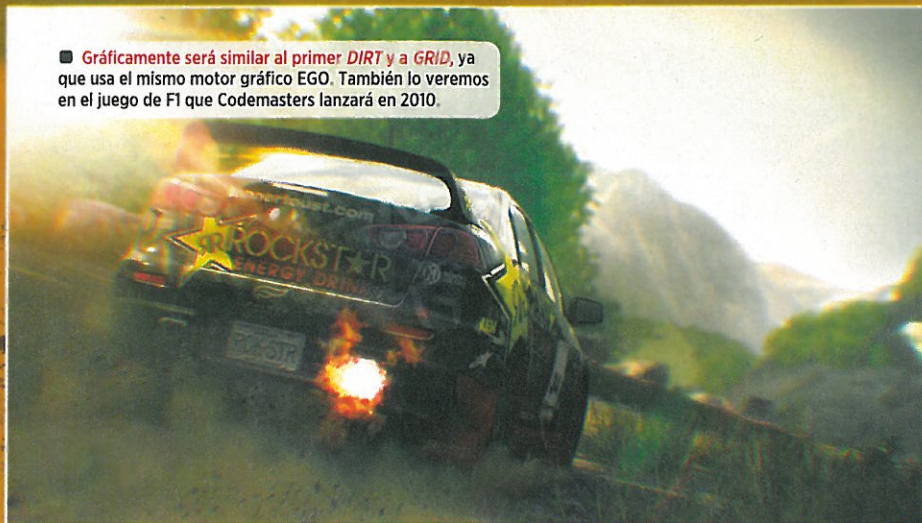 Gráficamente será similar al primer DIRT y a GRID, ya
que usa el mismo motor gráfico EGO. También lo veremos
en el juego de F1 que Codemasters lanzará en 2010.
ROCKSTAR
ENERGY DRINK